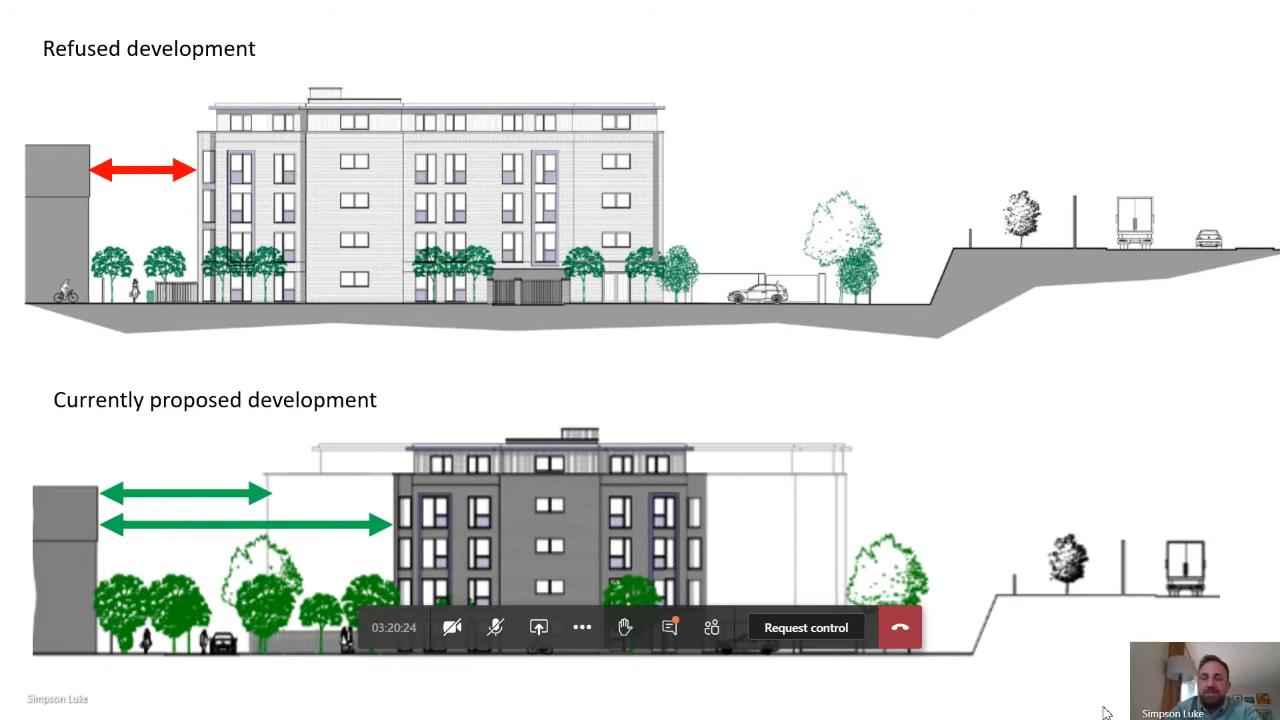 Refused development
Currently proposed development
03:20:24
Request control
Simpson Luke
Simpson Luke